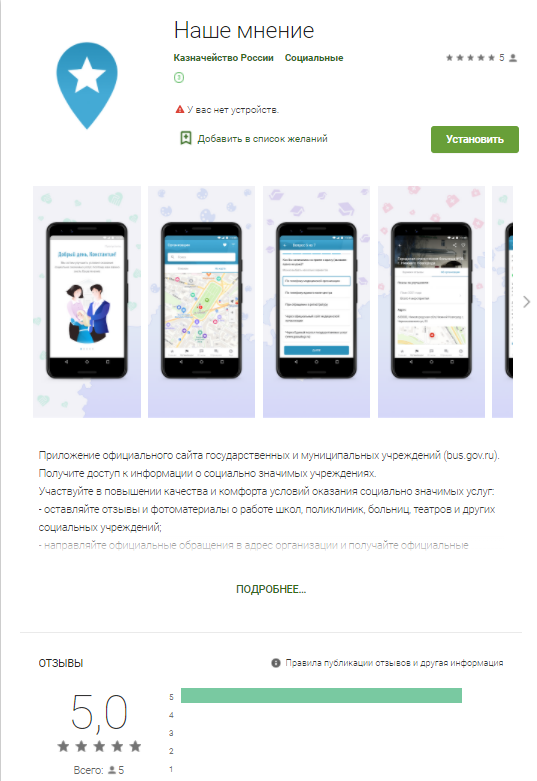 Наше мнение
Казначейство России Социальные
5
3
У вас нет устройств.
Добавить в список желаний
Установить
Добрый день, Константин!
Организации
Вопрос 3 из 7
Приложение официального сайта государственных и муниципальных учреждений (bus.gov.ru).
Получите доступ к информации о социально значимых учреждениях.
Участвуйте в повышении качества и комфорта условий оказания социально значимых услуг:
- оставляйте отзывы и фотоматериалы о работе школ, поликлиник, больниц, театров и других
социальных учреждений;
- направляйте официальные обращения в адрес организации и получайте официальные
ПОДРОБНЕЕ...
ОТЗЫВЫ
Правила публикации отзывов и другая информация
5,0
Всего: 5
5
4
3
2
1